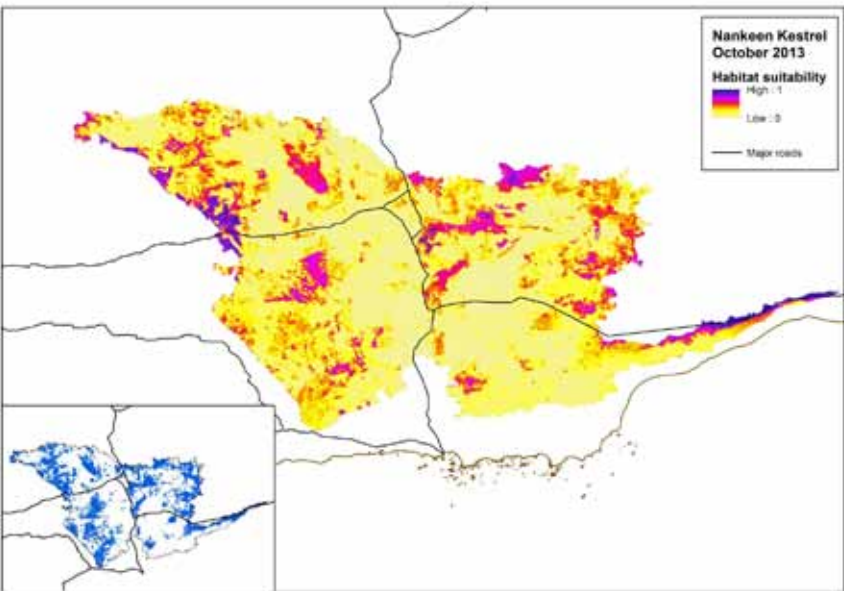 Nankeen Kestrel
October 2013
Habitat suitability
High : 1
Low : 0
Major roads